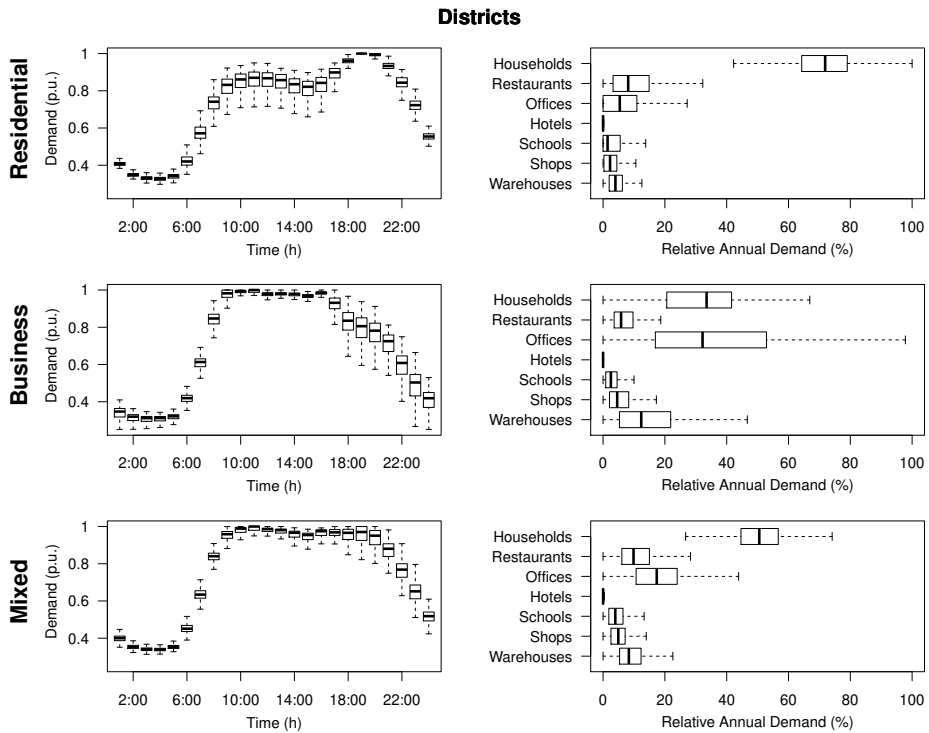 Districts
Residential
Demand (p.u.)
1
0.8
0.6
0.4
2:00 6:00 10:00 14:00 18:00 22:00
Time (h)
Households
Restaurants
Offices
Hotels
Schools
Shops
Warehouses
0 20 40 60 80 100
Relative Annual Demand (%)
Business
Demand (p.u.)
1
0.8
0.6
0.4
2:00 6:00 10:00 14:00 18:00 22:00
Time (h)
Households
Restaurants
Offices
Hotels
Schools
Shops
Warehouses
0 20 40 60 80 100
Relative Annual Demand (%)
Mixed
Demand (p.u.)
1
0.8
0.6
0.4
2:00 6:00 10:00 14:00 18:00 22:00
Time (h)
Households
Restaurants
Offices
Hotels
Schools
Shops
Warehouses
0 20 40 60 80 100
Relative Annual Demand (%)